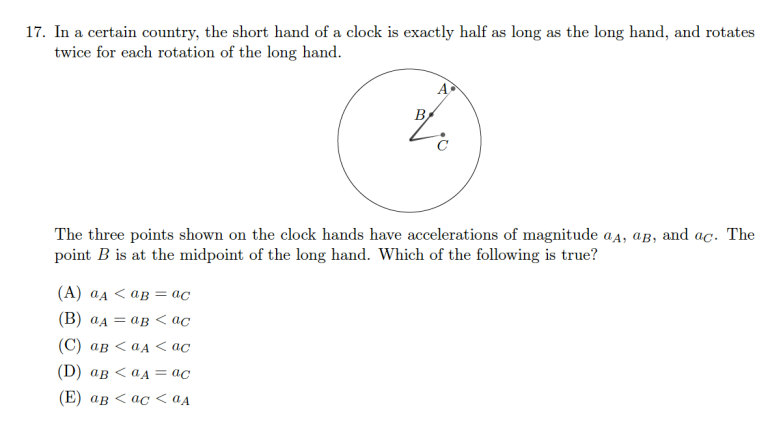 17. In a certain country, the short hand of a clock is exactly half as long as the long hand, and rotates
twice for each rotation of the long hand.
A
B
C
The three points shown on the clock hands have accelerations of magnitude a_A, a_B, and a_C. The
point B is at the midpoint of the long hand. Which of the following is true?
(A) a_A < a_B = a_C
(B) a_A = a_B < a_C
(C) a_B < a_A < a_C
(D) a_B < a_A = a_C
(E) a_B < a_C < a_A